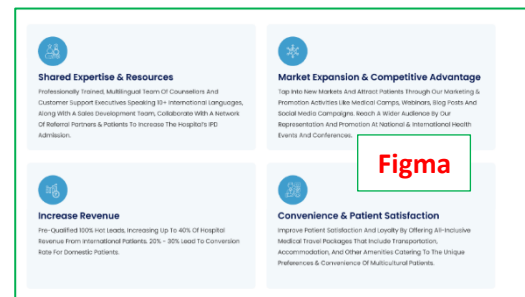 Shared Expertise & Resources
Professionally Trained, Multilingual Team Of Counsellors And
Customer Support Executives Speaking 10+ International Languages,
Along With A Sales Development Team, Collaborate With A Network
Of Referral Partners & Patients To Increase The Hospital's IPD
Admission.
Market Expansion & Competitive Advantage
Tap Into New Markets And Attract Patients Through Our Marketing &
Promotion Activities Like Medical Camps, Webinars, Blog Posts And
Social Media Campaigns. Reach A Wider Audience By Our
Representation And Promotion At National & International Health
Events And Conferences.
Figma
Increase Revenue
Pre-Qualified 100% Hot Leads, Increasing Up To 40% Of Hospital
Revenue From International Patients. 20% - 30% Lead To Conversion
Rate For Domestic Patients.
Convenience & Patient Satisfaction
Improve Patient Satisfaction And Loyalty By Offering All-Inclusive
Medical Travel Packages That Include Transportation,
Accommodation, And Other Amenities Catering To The Unique
Preferences & Convenience Of Multicultural Patients.